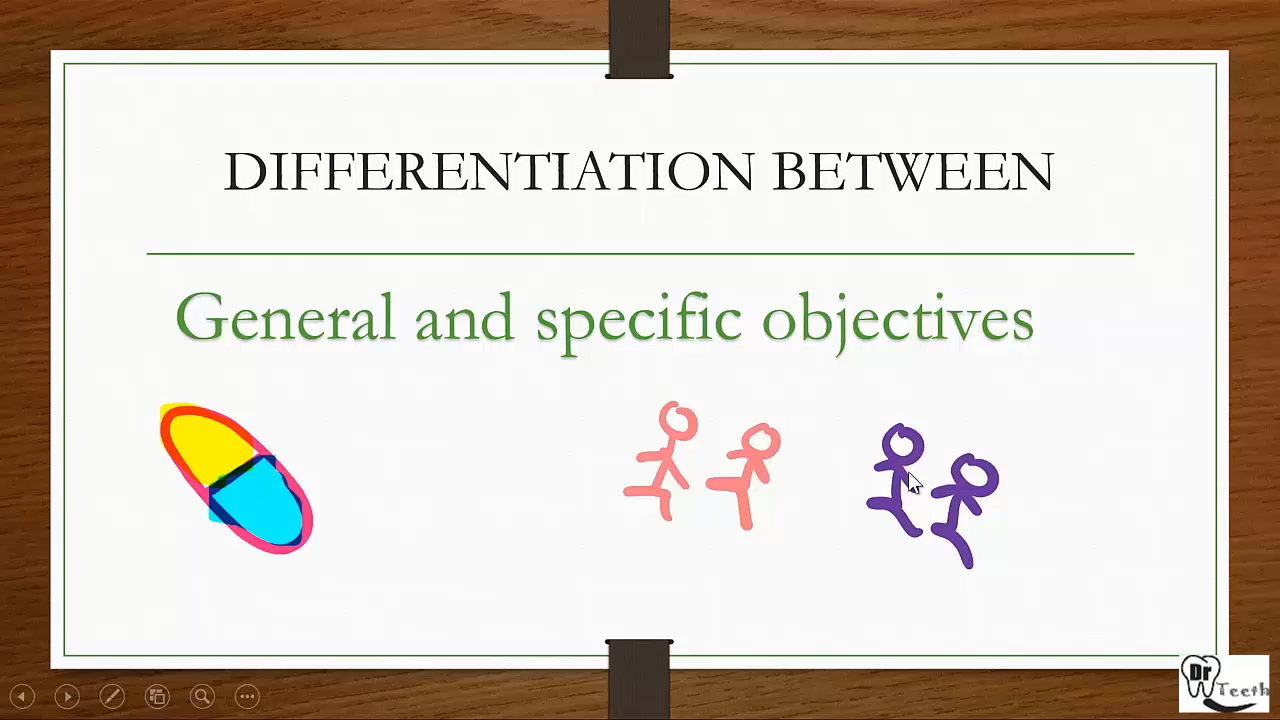 DIFFERENTIATION BETWEEN
General and specific objectives
Dr
Teeth